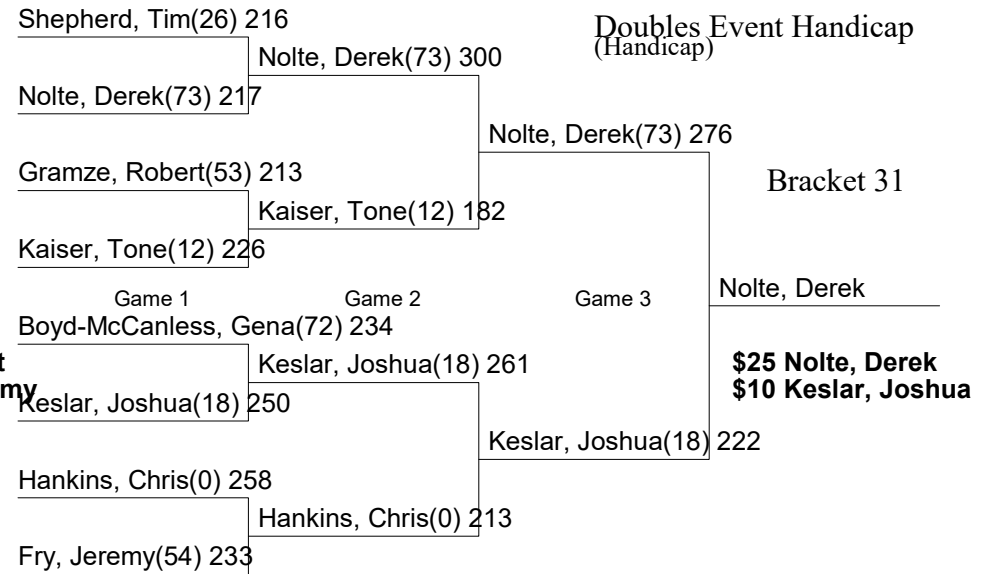 Shepherd, Tim(26) 216
Doubles Event Handicap
(Handicap)
Nolte, Derek(73) 300
Nolte, Derek(73) 217
Nolte, Derek(73) 276
Gramze, Robert(53) 213
Bracket 31
Kaiser, Tone(12) 182
Kaiser, Tone(12) 226
Game 1
Game 2
Game 3
Nolte, Derek
Boyd-McCanless, Gena(72) 234
Keslar, Joshua(18) 261
$25 Nolte, Derek
$10 Keslar, Joshua
Keslar, Joshua(18) 250
Keslar, Joshua(18) 222
Hankins, Chris(0) 258
Hankins, Chris(0) 213
Fry, Jeremy(54) 233